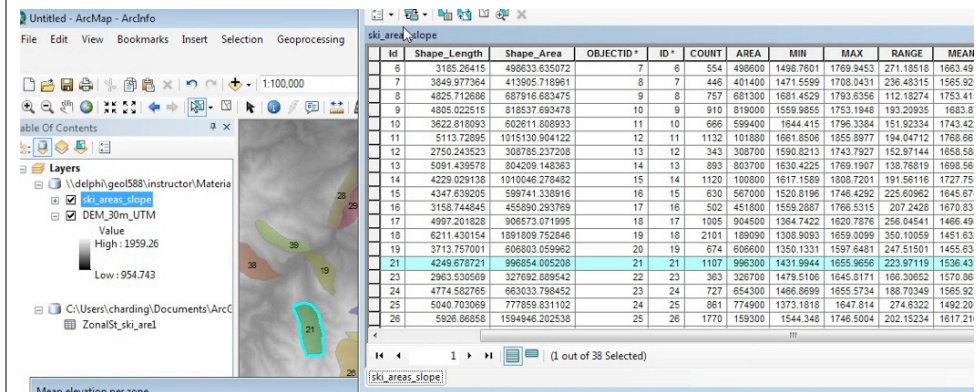 Untitled - ArcMap - ArcInfo
File Edit View Bookmarks Insert Selection Geoprocessing
1:100,000
able Of Contents
Layers
\\delphi\geol588\instructor\Materia
ski_areas_slope
DEM_30m_UTM
Value
High : 1959.26
Low : 954.743
C:\Users\charding\Documents\ArcG
ZonalSt_ski_are1
Mean elevation per zone
28
29
39
38
19
21
26
ski_areas_slope
Id Shape_Length Shape_Area OBJECTID * ID * COUNT AREA MIN MAX RANGE MEAN
6 3185.26415 498633.635072 7 6 554 498600 1498.7601 1769.9453 271.18518 1663.49
7 3849.977364 413905.718961 8 7 446 401400 1471.5599 1708.0431 236.48315 1565.92
8 4825.712686 687916.683475 9 8 757 681300 1681.4529 1793.6356 112.18274 1753.41
9 4805.022515 818537.693478 10 9 910 819000 1559.9855 1753.1948 193.20935 1683.8
10 3622.818093 602611.808933 11 10 666 599400 1644.415 1796.3384 151.92334 1743.42
11 5113.72895 1015130.904122 12 11 1132 101880 1661.8506 1855.8977 194.04712 1768.66
12 2750.243523 308785.237208 13 12 343 308700 1590.8213 1743.7927 152.97144 1658.58
13 5091.439578 804209.148363 14 13 893 803700 1630.4225 1769.1907 138.76819 1698.56
14 4229.029138 1010046.278482 15 14 1120 100800 1617.1589 1808.7201 191.56116 1727.75
15 4347.639205 599741.338916 16 15 630 567000 1520.8196 1746.4292 225.60962 1645.67
16 3158.744845 455890.293769 17 16 502 451800 1559.2887 1766.5315 207.2428 1670.83
17 4997.201828 906573.071995 18 17 1005 904500 1364.7422 1620.7876 256.04541 1466.49
18 6211.430154 1891809.752846 19 18 2101 189090 1308.9093 1659.0099 350.10059 1451.63
19 3713.757001 606803.059962 20 19 674 606600 1350.1331 1597.6481 247.51501 1455.63
21 4249.678721 996854.005208 21 21 1107 996300 1431.9944 1655.9656 223.97119 1536.43
23 2963.530569 327692.889542 22 23 363 326700 1479.5106 1645.8171 166.30652 1570.86
24 4774.582765 663033.798452 23 24 727 654300 1466.8699 1655.5734 188.70349 1565.92
25 5040.703069 777859.831102 24 25 861 774900 1373.1818 1647.814 274.6322 1492.20
26 5926.86858 1594946.202538 25 26 1770 159300 1544.348 1746.5004 202.15234 1617.21
1 (1 out of 38 Selected)
ski_areas_slope